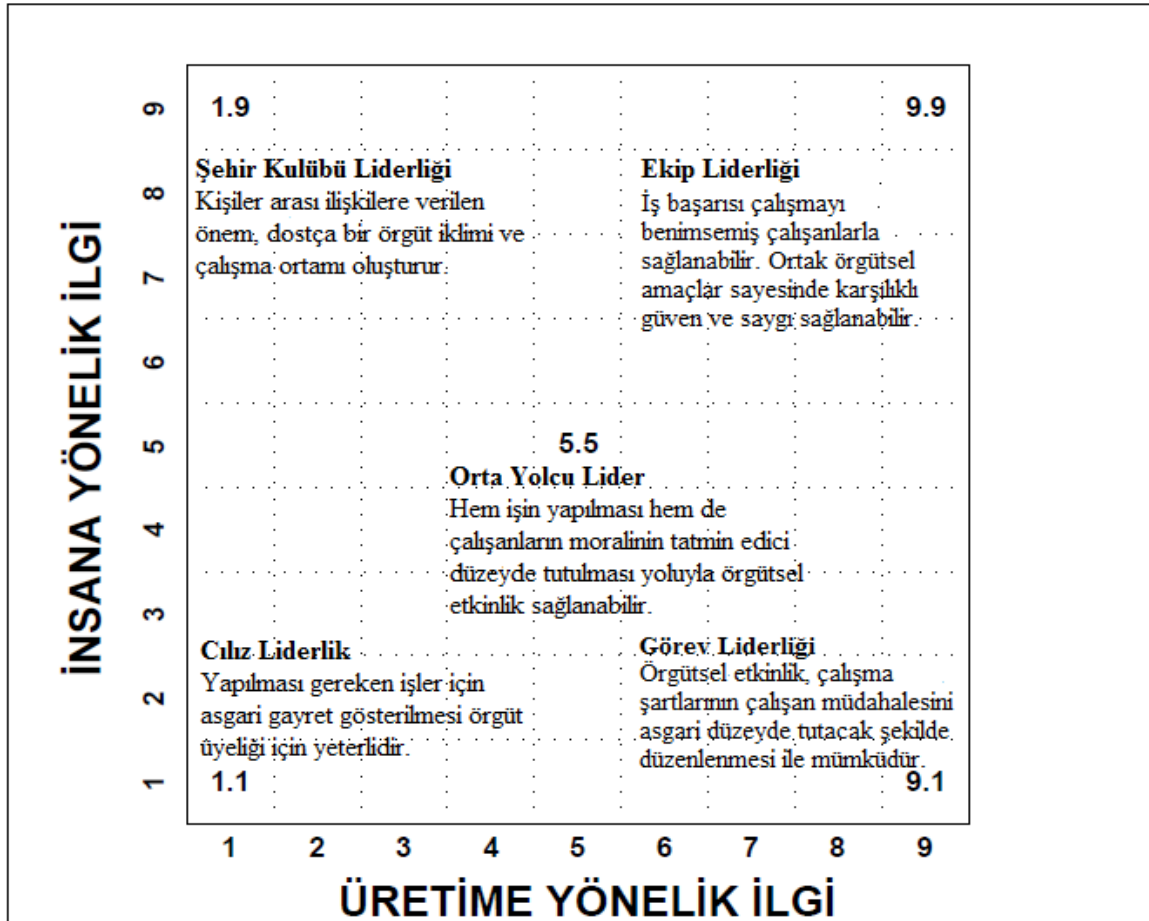 İNSANA YÖNELİK İLGİ
9
8
7
6
5
4
3
2
1
1.9
Şehir Kulübü Liderliği
Kişiler arası ilişkilere verilen
önem, dostça bir örgüt iklimi ve
çalışma ortamı oluşturur.
9.9
Ekip Liderliği
İş başarısı çalışmayı
benimsemiş çalışanlarla
sağlanabilir. Ortak örgütsel
amaçlar sayesinde karşılıklı
güven ve saygı sağlanabilir.
5.5
Orta Yolcu Lider
Hem işin yapılması hem de
çalışanların moralinin tatmin edici
düzeyde tutulması yoluyla örgütsel
etkinlik sağlanabilir.
Cılız Liderlik
Yapılması gereken işler için
asgari gayret gösterilmesi örgüt
üyeliği için yeterlidir.
1.1
Görev Liderliği
Örgütsel etkinlik, çalışma
şartlarının çalışan müdahalesini
asgari düzeyde tutacak şekilde
düzenlenmesi ile mümküdür.
9.1
1 2 3 4 5 6 7 8 9
ÜRETİME YÖNELİK İLGİ